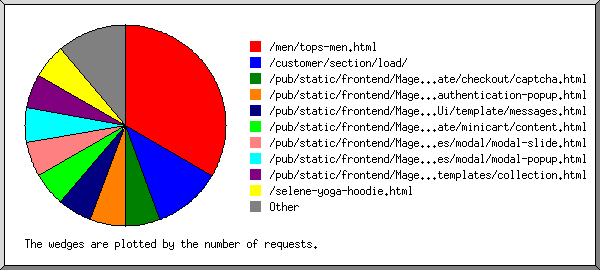 /men/tops-men.html
/customer/section/load/
/pub/static/frontend/Mage...ate/checkout/captcha.html
/pub/static/frontend/Mage...authentication-popup.html
/pub/static/frontend/Mage...Ui/template/messages.html
/pub/static/frontend/Mage...ate/minicart/content.html
/pub/static/frontend/Mage...es/modal/modal-slide.html
/pub/static/frontend/Mage...es/modal/modal-popup.html
/pub/static/frontend/Mage...templates/collection.html
/selene-yoga-hoodie.html
Other
The wedges are plotted by the number of requests.